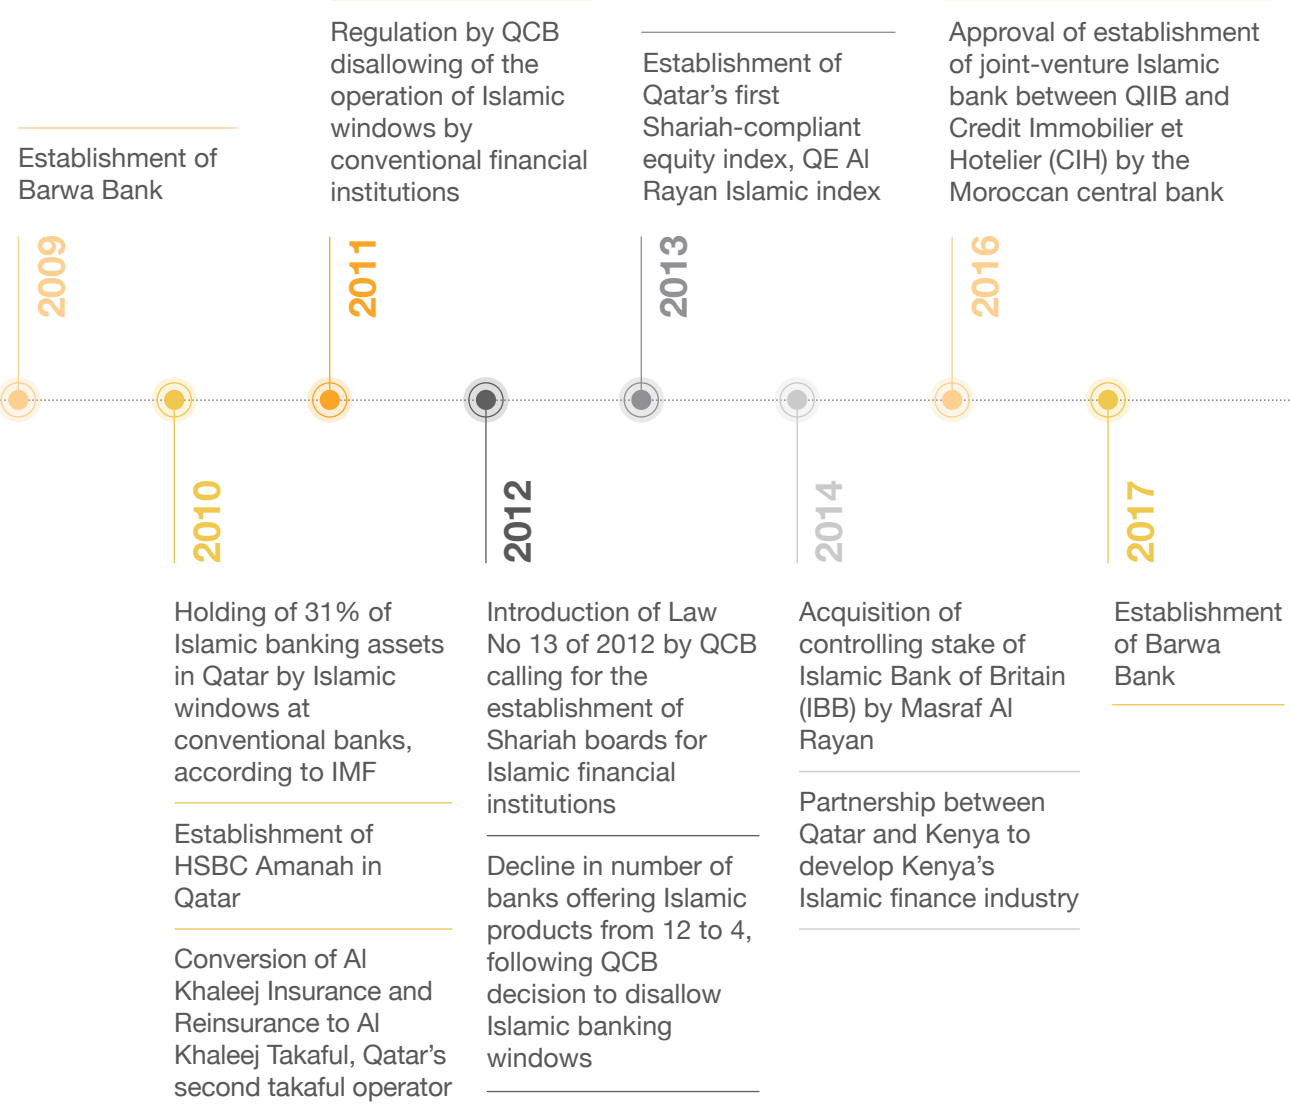 Establishment of
Barwa Bank
2009
Holding of 31% of
Islamic banking assets
in Qatar by Islamic
windows at
conventional banks,
according to IMF
Establishment of
HSBC Amanah in
Qatar
Conversion of Al
Khaleej Insurance and
Reinsurance to Al
Khaleej Takaful, Qatar’s
second takaful operator
2010
Regulation by QCB
disallowing of the
operation of Islamic
windows by
conventional financial
institutions
2011
2012
Introduction of Law
No 13 of 2012 by QCB
calling for the
establishment of
Shariah boards for
Islamic financial
institutions
Decline in number of
banks offering Islamic
products from 12 to 4,
following QCB
decision to disallow
Islamic banking
windows
Establishment of
Qatar’s first
Shariah-compliant
equity index, QE Al
Rayan Islamic index
2013
2014
Acquisition of
controlling stake of
Islamic Bank of Britain
(IBB) by Masraf Al
Rayan
Partnership between
Qatar and Kenya to
develop Kenya’s
Islamic finance industry
Approval of establishment
of joint-venture Islamic
bank between QIIB and
Credit Immobilier et
Hotelier (CIH) by the
Moroccan central bank
2016
2017
Establishment
of Barwa
Bank